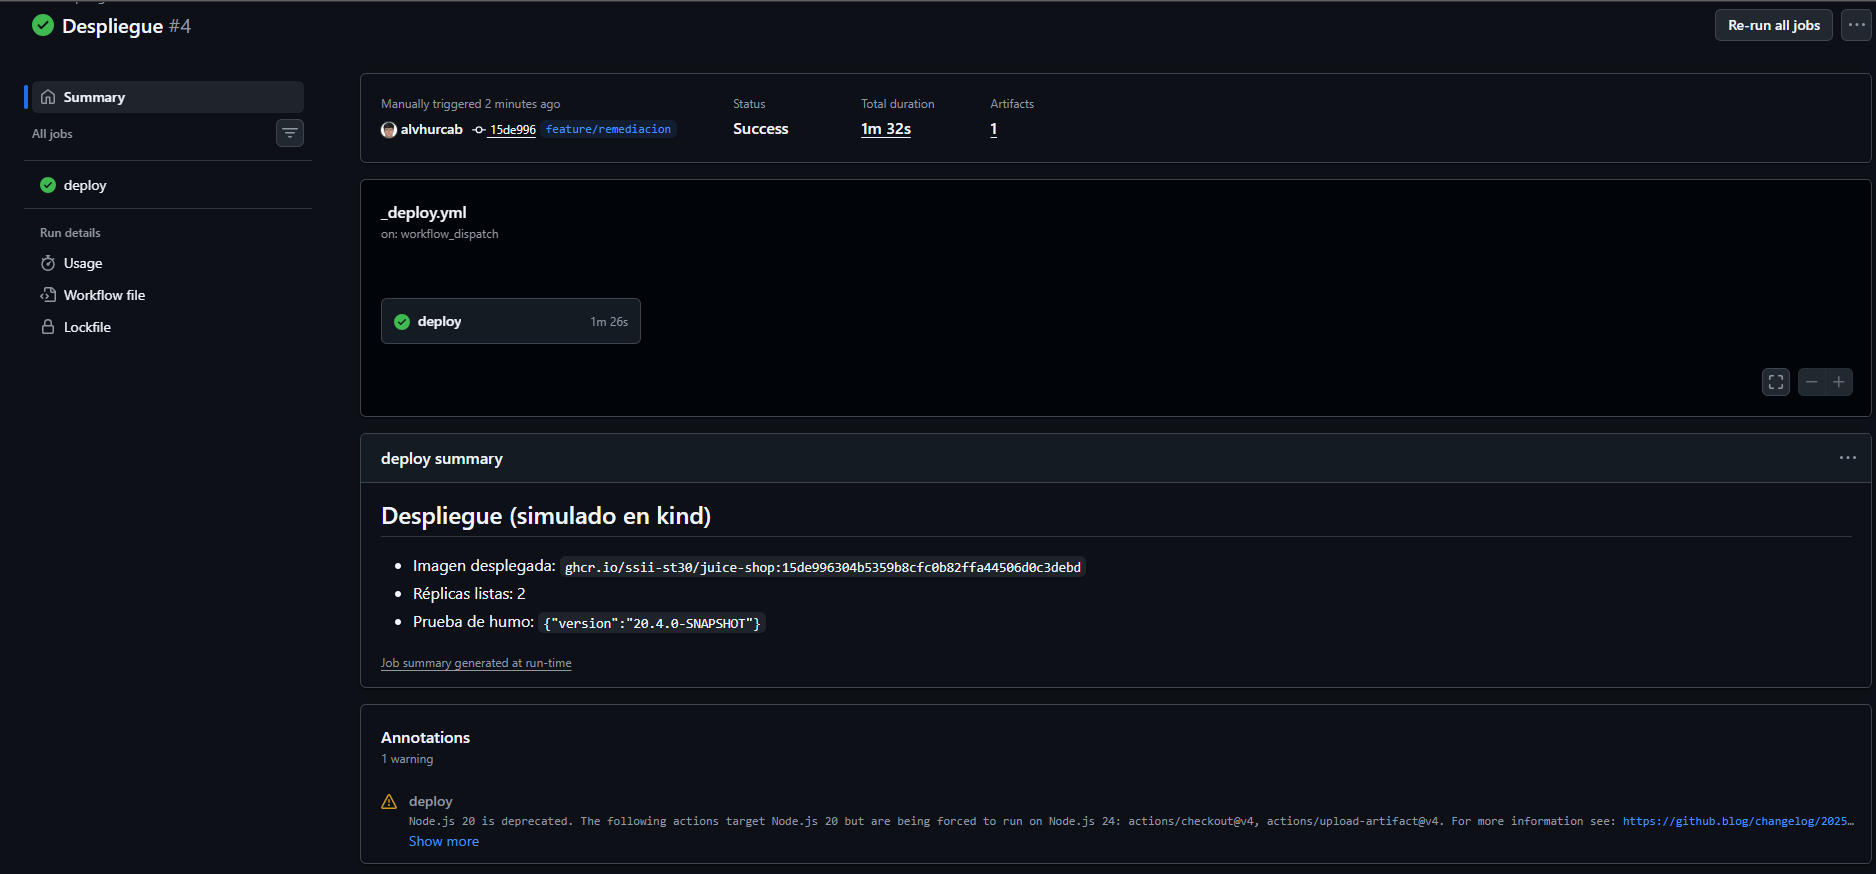 Despliegue #4
Re-run all jobs
Summary
All jobs
deploy
Run details
Usage
Workflow file
Lockfile
Manually triggered 2 minutes ago
alvhurcab 15de996 feature/remediacion
Status
Success
Total duration
1m 32s
Artifacts
1
_deploy.yml
on: workflow_dispatch
deploy 1m 26s
deploy summary
Despliegue (simulado en kind)
Imagen desplegada: ghcr.io/ssii-st30/juice-shop:15de996304b5359b8cfc0b82ffa44506d0c3debd
Réplicas listas: 2
Prueba de humo: {"version":"20.4.0-SNAPSHOT"}
Job summary generated at run-time
Annotations
1 warning
deploy
Node.js 20 is deprecated. The following actions target Node.js 20 but are being forced to run on Node.js 24: actions/checkout@v4, actions/upload-artifact@v4. For more information see: https://github.blog/changelog/2025…
Show more